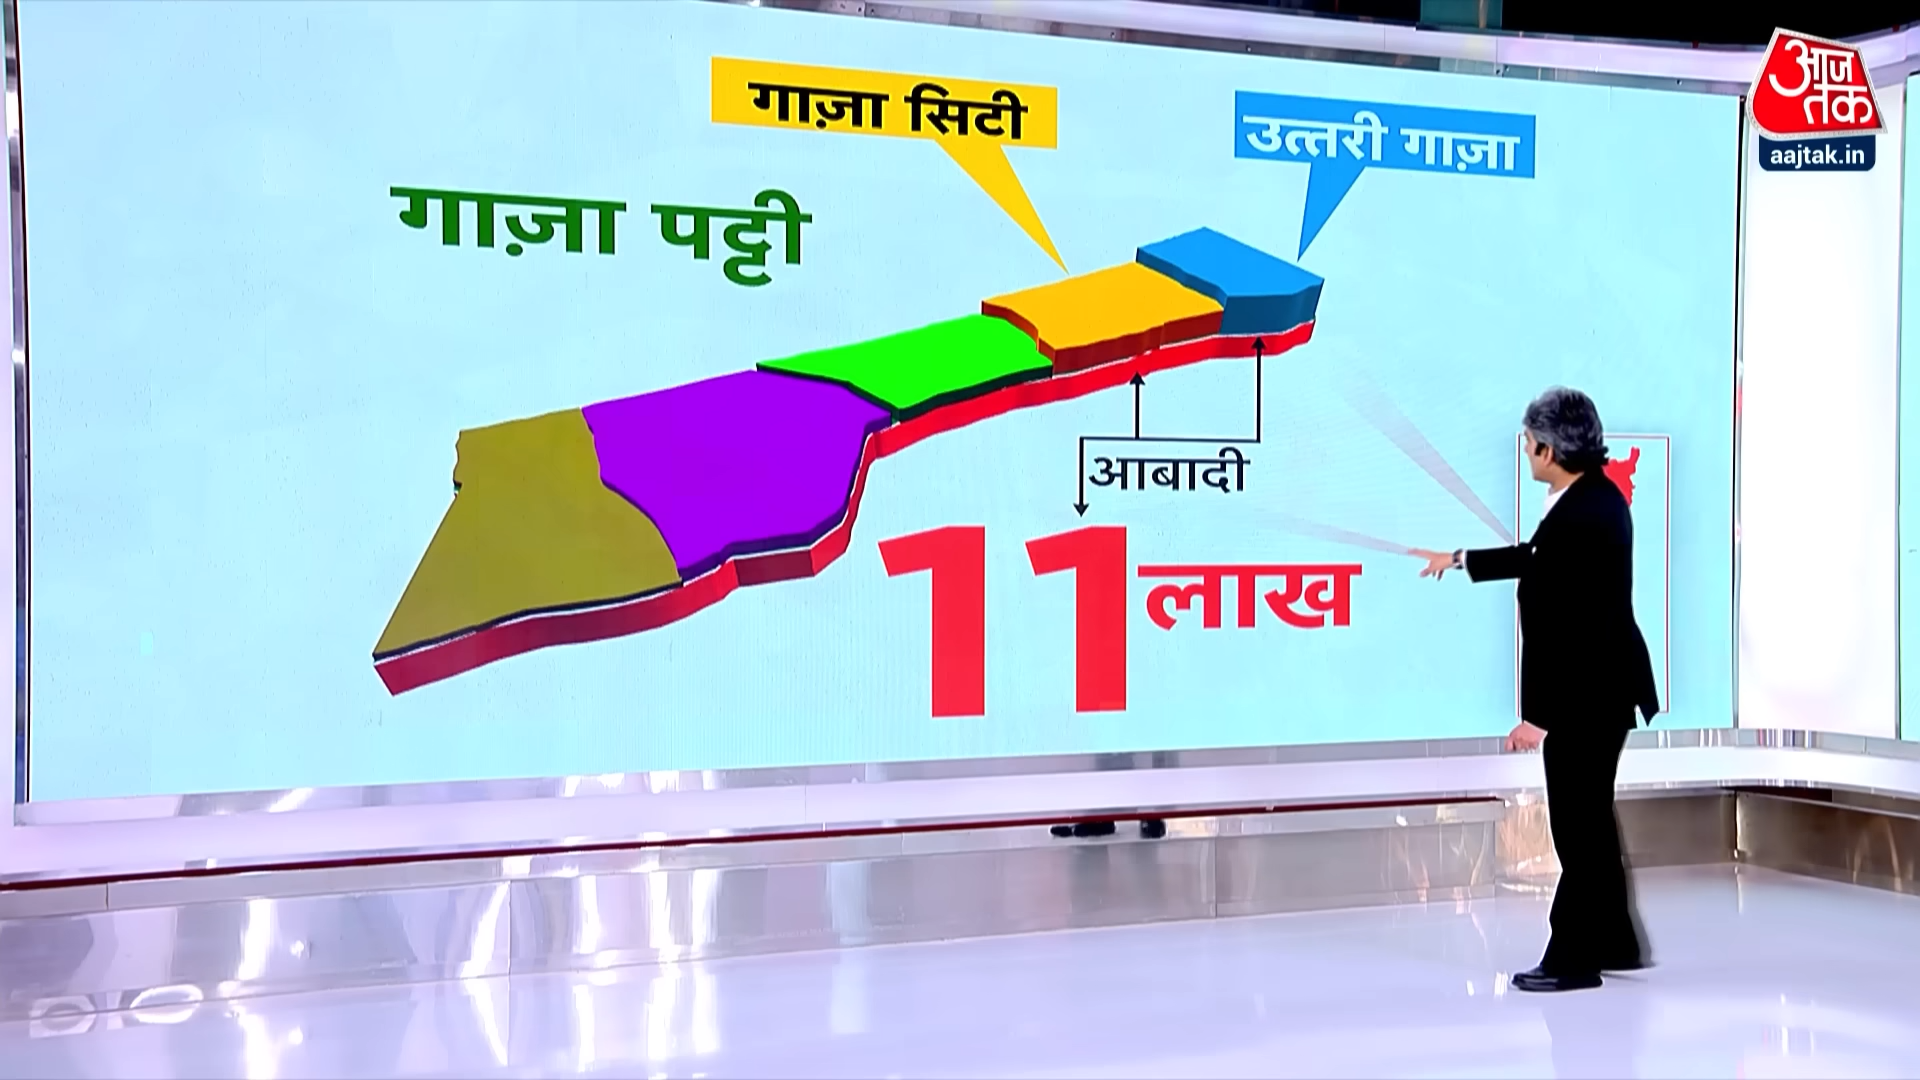 गाज़ा सिटी
उत्तरी गाज़ा
गाज़ा पट्टी
आबादी
11 लाख
आज
तक
aajtak.in